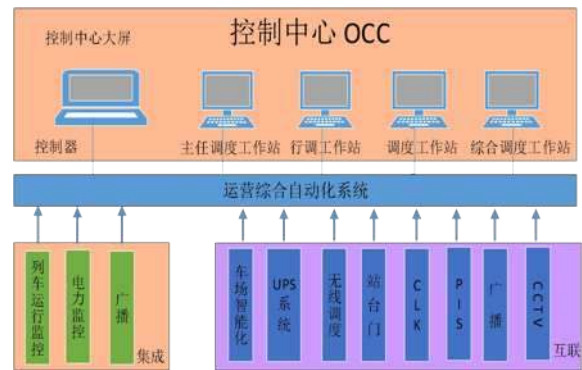 控制中心大屏
控制中心 OCC
控制器
主任调度工作站
行调工作站
调度工作站
综合调度工作站
运营综合自动化系统
列车运行监控
电力监控
广播
集成
车场智能化
UPS系统
无线调度
站台门
CLK
PIS
广播
CCTV
互联